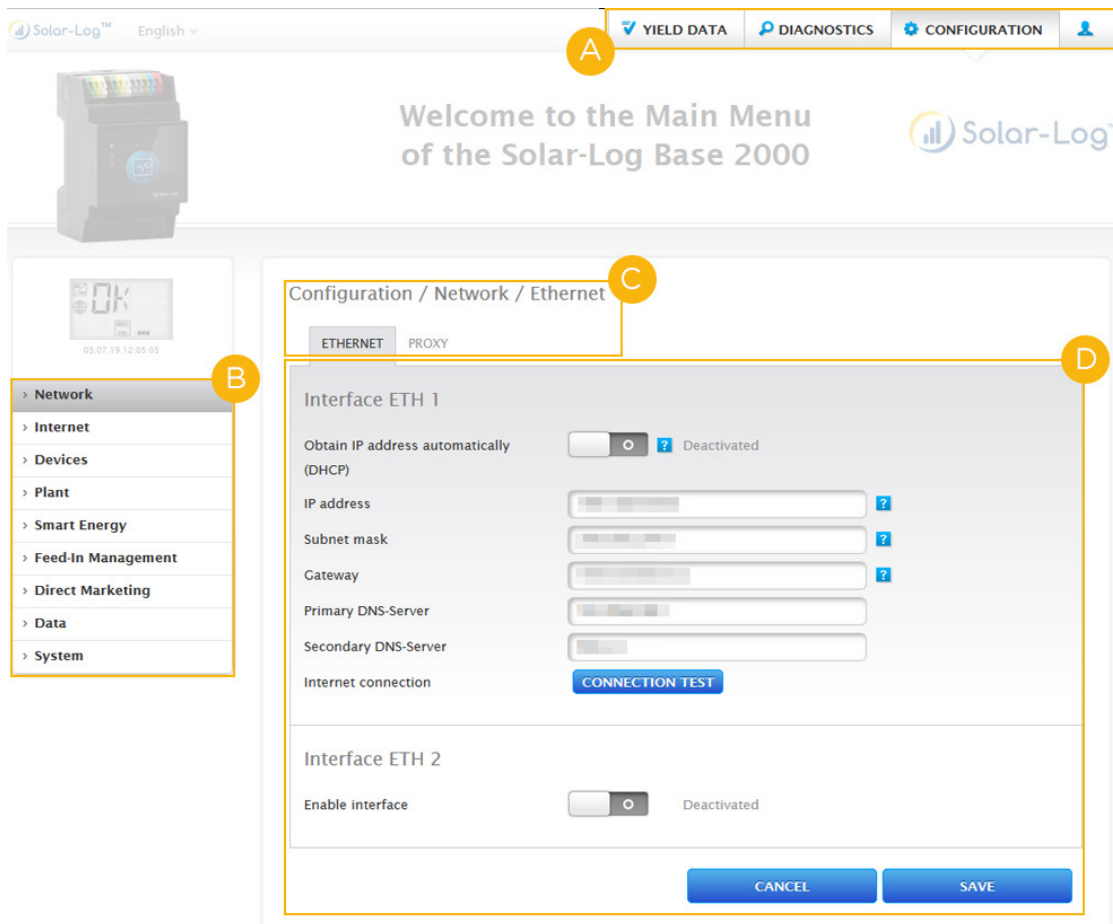 Solar-Log™ English
YIELD DATA DIAGNOSTICS CONFIGURATION
A
Welcome to the Main Menu
of the Solar-Log Base 2000
Solar-Log™
OK
03.07.19 12:05:05
B
Network
Internet
Devices
Plant
Smart Energy
Feed-In Management
Direct Marketing
Data
System
C
Configuration / Network / Ethernet
ETHERNET PROXY
D
Interface ETH 1
Obtain IP address automatically
(DHCP)
? Deactivated
IP address ?
Subnet mask ?
Gateway ?
Primary DNS-Server
Secondary DNS-Server
Internet connection CONNECTION TEST
Interface ETH 2
Enable interface Deactivated
CANCEL SAVE